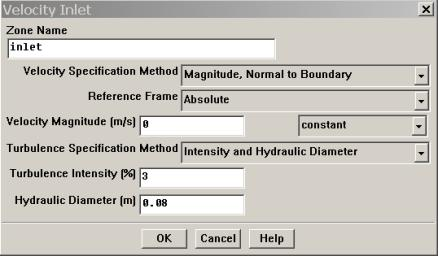 Velocity Inlet
Zone Name
inlet
Velocity Specification Method Magnitude, Normal to Boundary
Reference Frame Absolute
Velocity Magnitude (m/s) 0 constant
Turbulence Specification Method Intensity and Hydraulic Diameter
Turbulence Intensity (%) 3
Hydraulic Diameter (m) 0.08
OK Cancel Help